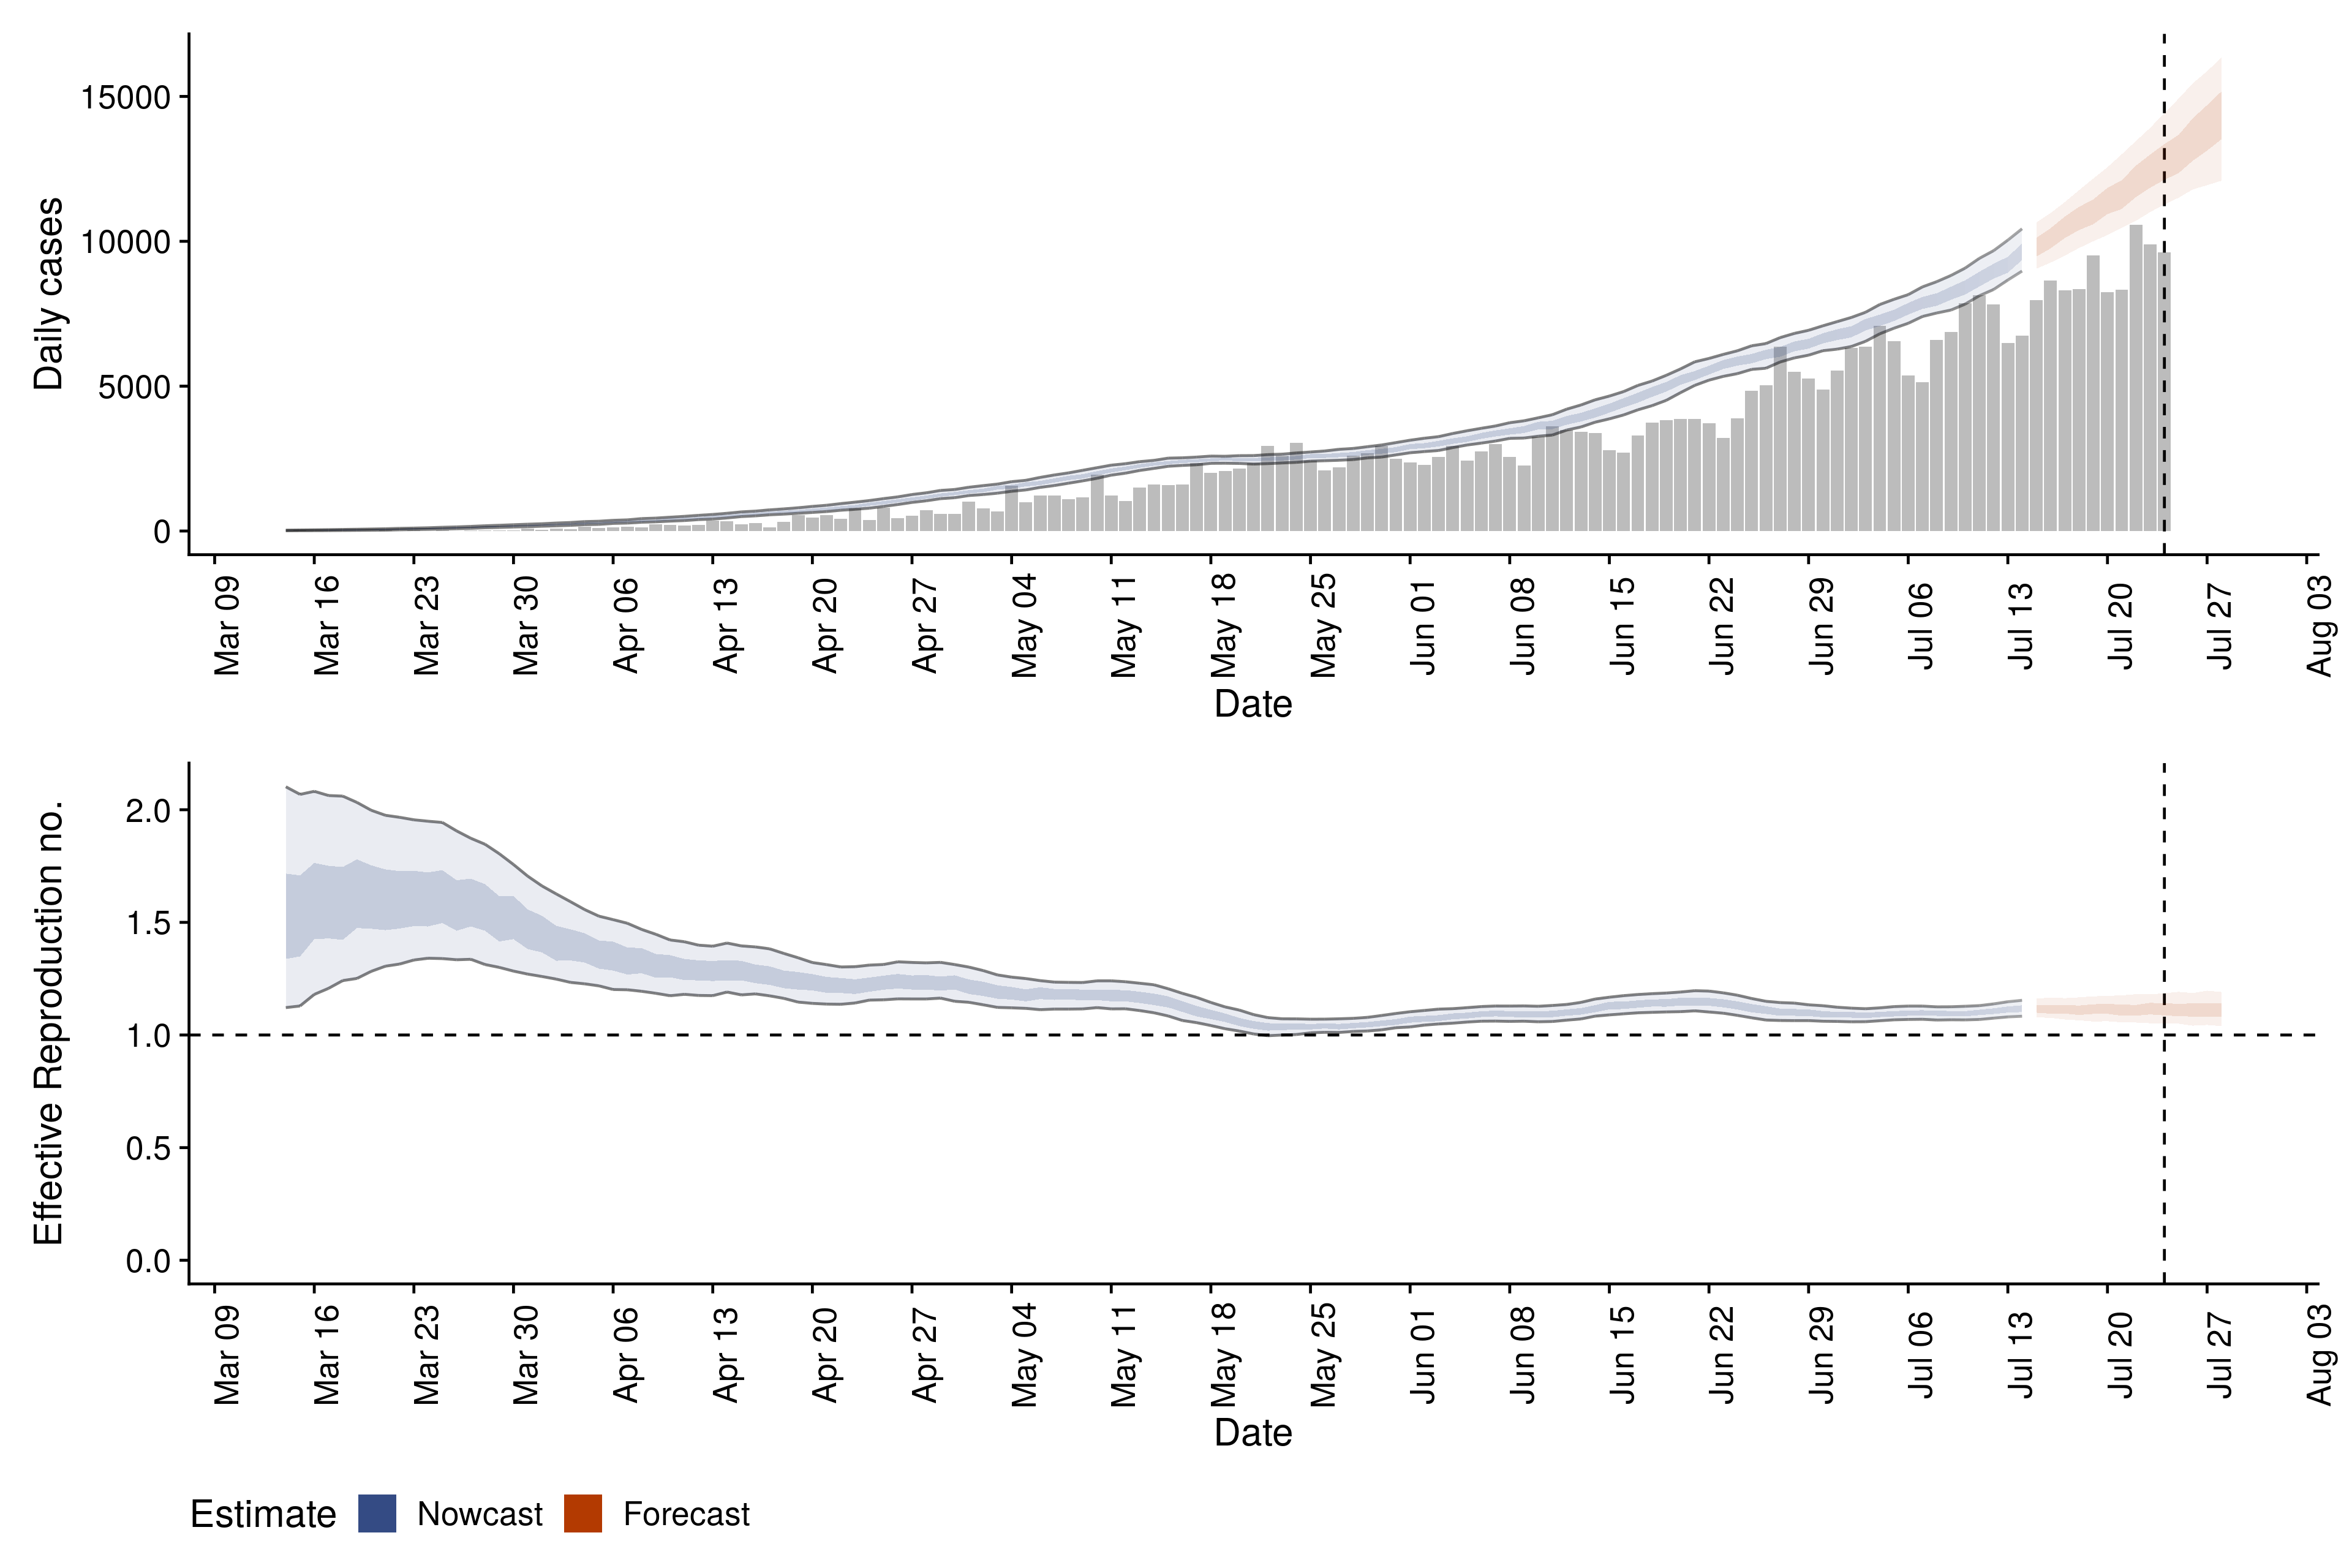 Daily cases
15000
10000
5000
0
Mar 09
Mar 16
Mar 23
Mar 30
Apr 06
Apr 13
Apr 20
Apr 27
May 04
May 11
May 18
May 25
Jun 01
Jun 08
Jun 15
Jun 22
Jun 29
Jul 06
Jul 13
Jul 20
Jul 27
Aug 03
Date
Effective Reproduction no.
2.0
1.5
1.0
0.5
0.0
Mar 09
Mar 16
Mar 23
Mar 30
Apr 06
Apr 13
Apr 20
Apr 27
May 04
May 11
May 18
May 25
Jun 01
Jun 08
Jun 15
Jun 22
Jun 29
Jul 06
Jul 13
Jul 20
Jul 27
Aug 03
Date
Estimate Nowcast Forecast